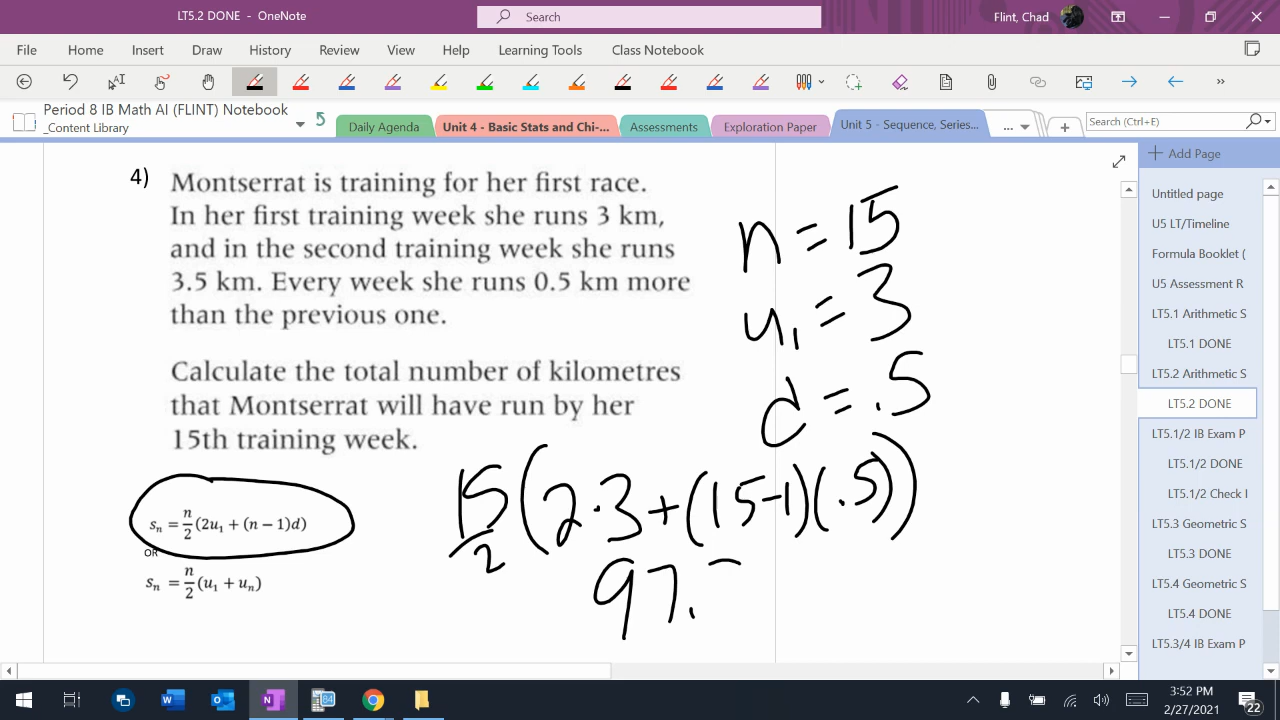 LT5.2 DONE - OneNote
Search
Flint, Chad
File Home Insert Draw History Review View Help Learning Tools Class Notebook
Period 8 IB Math AI (FLINT) Notebook
_Content Library
Daily Agenda
Unit 4 - Basic Stats and Chi-...
Assessments
Exploration Paper
Unit 5 - Sequence, Series...
...
Search (Ctrl+E)
Add Page
Untitled page
U5 LT/Timeline
Formula Booklet (
U5 Assessment R
LT5.1 Arithmetic S
LT5.1 DONE
LT5.2 Arithmetic S
LT5.2 DONE
LT5.1/2 IB Exam P
LT5.1/2 DONE
LT5.1/2 Check I
LT5.3 Geometric S
LT5.3 DONE
LT5.4 Geometric S
LT5.4 DONE
LT5.3/4 IB Exam P
4) Montserrat is training for her first race.
In her first training week she runs 3 km,
and in the second training week she runs
3.5 km. Every week she runs 0.5 km more
than the previous one.
Calculate the total number of kilometres
that Montserrat will have run by her
15th training week.
n = 15
u₁ = 3
d = .5
sₙ = n/2(2u₁ + (n − 1)d)
OR
sₙ = n/2(u₁ + uₙ)
15/2(2·3+(15-1)(.5))
97.
3:52 PM
2/27/2021
22